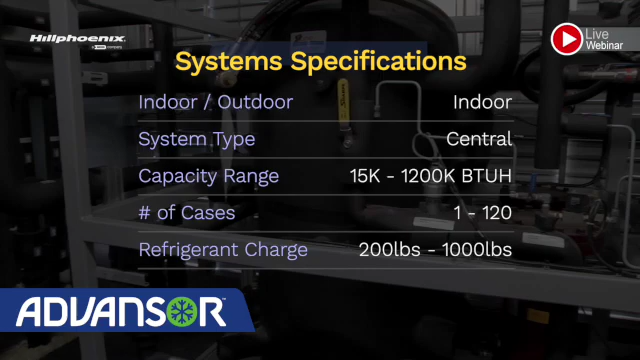 Hillphoenix
Live
Webinar
Systems Specifications
Indoor / Outdoor Indoor
System Type Central
Capacity Range 15K - 1200K BTUH
# of Cases 1 - 120
Refrigerant Charge 200lbs - 1000lbs
ADVANSOR